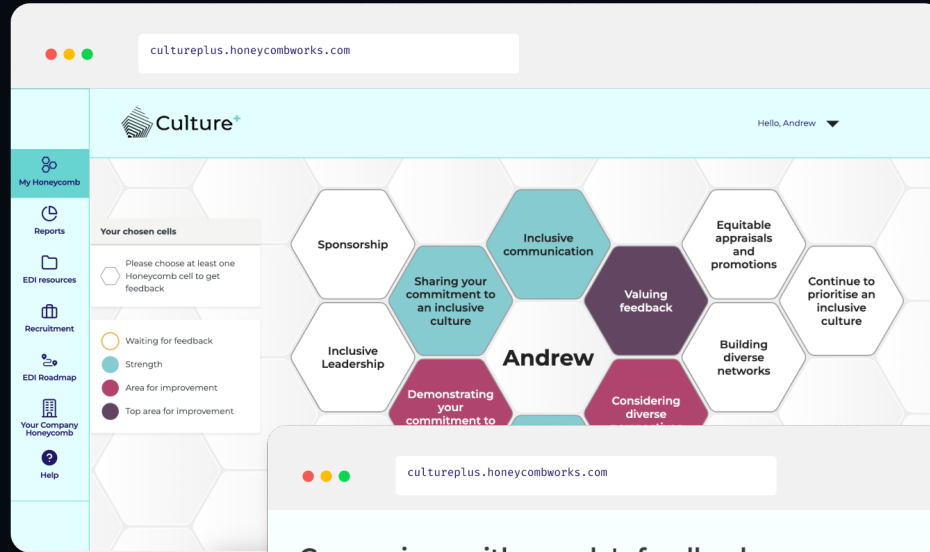 cultureplus.honeycombworks.com
Culture+
Hello, Andrew
My Honeycomb
Reports
EDI resources
Recruitment
EDI Roadmap
Your Company
Honeycomb
Help
Your chosen cells
Please choose at least one
Honeycomb cell to get
feedback
Waiting for feedback
Strength
Area for improvement
Top area for improvement
Sponsorship
Inclusive
communication
Equitable
appraisals
and
promotions
Sharing your
commitment to
an inclusive
culture
Valuing
feedback
Continue to
prioritise an
inclusive
culture
Inclusive
Leadership
Andrew
Building
diverse
networks
Demonstrating
your
commitment to
Considering
diverse
cultureplus.honeycombworks.com